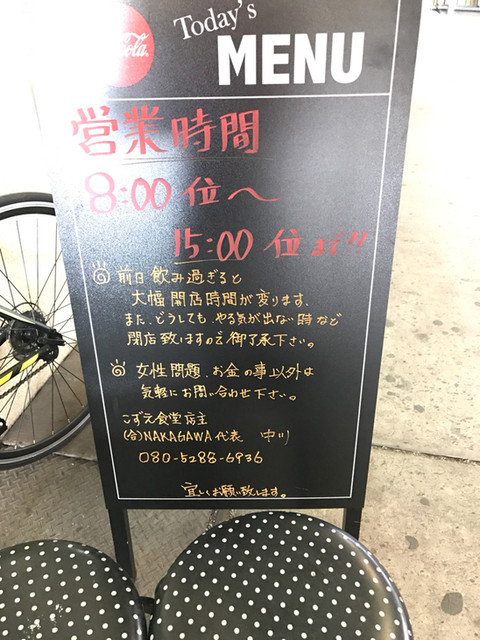 Cola
Today's
MENU
営業時間
8:00位〜
15:00位まで!!
◎前日飲み過ぎると
大幅開店時間が変ります.
また、どうしても、やる気が出ない時など
閉店致しますのえ御了承下さい。
◎女性問題、お金の事以外は
気軽にお問い合わせ下さい。
こずえ食堂店主
(合)NAKAGAWA代表 中川
080-5288-6936
宜しくお願い致します。